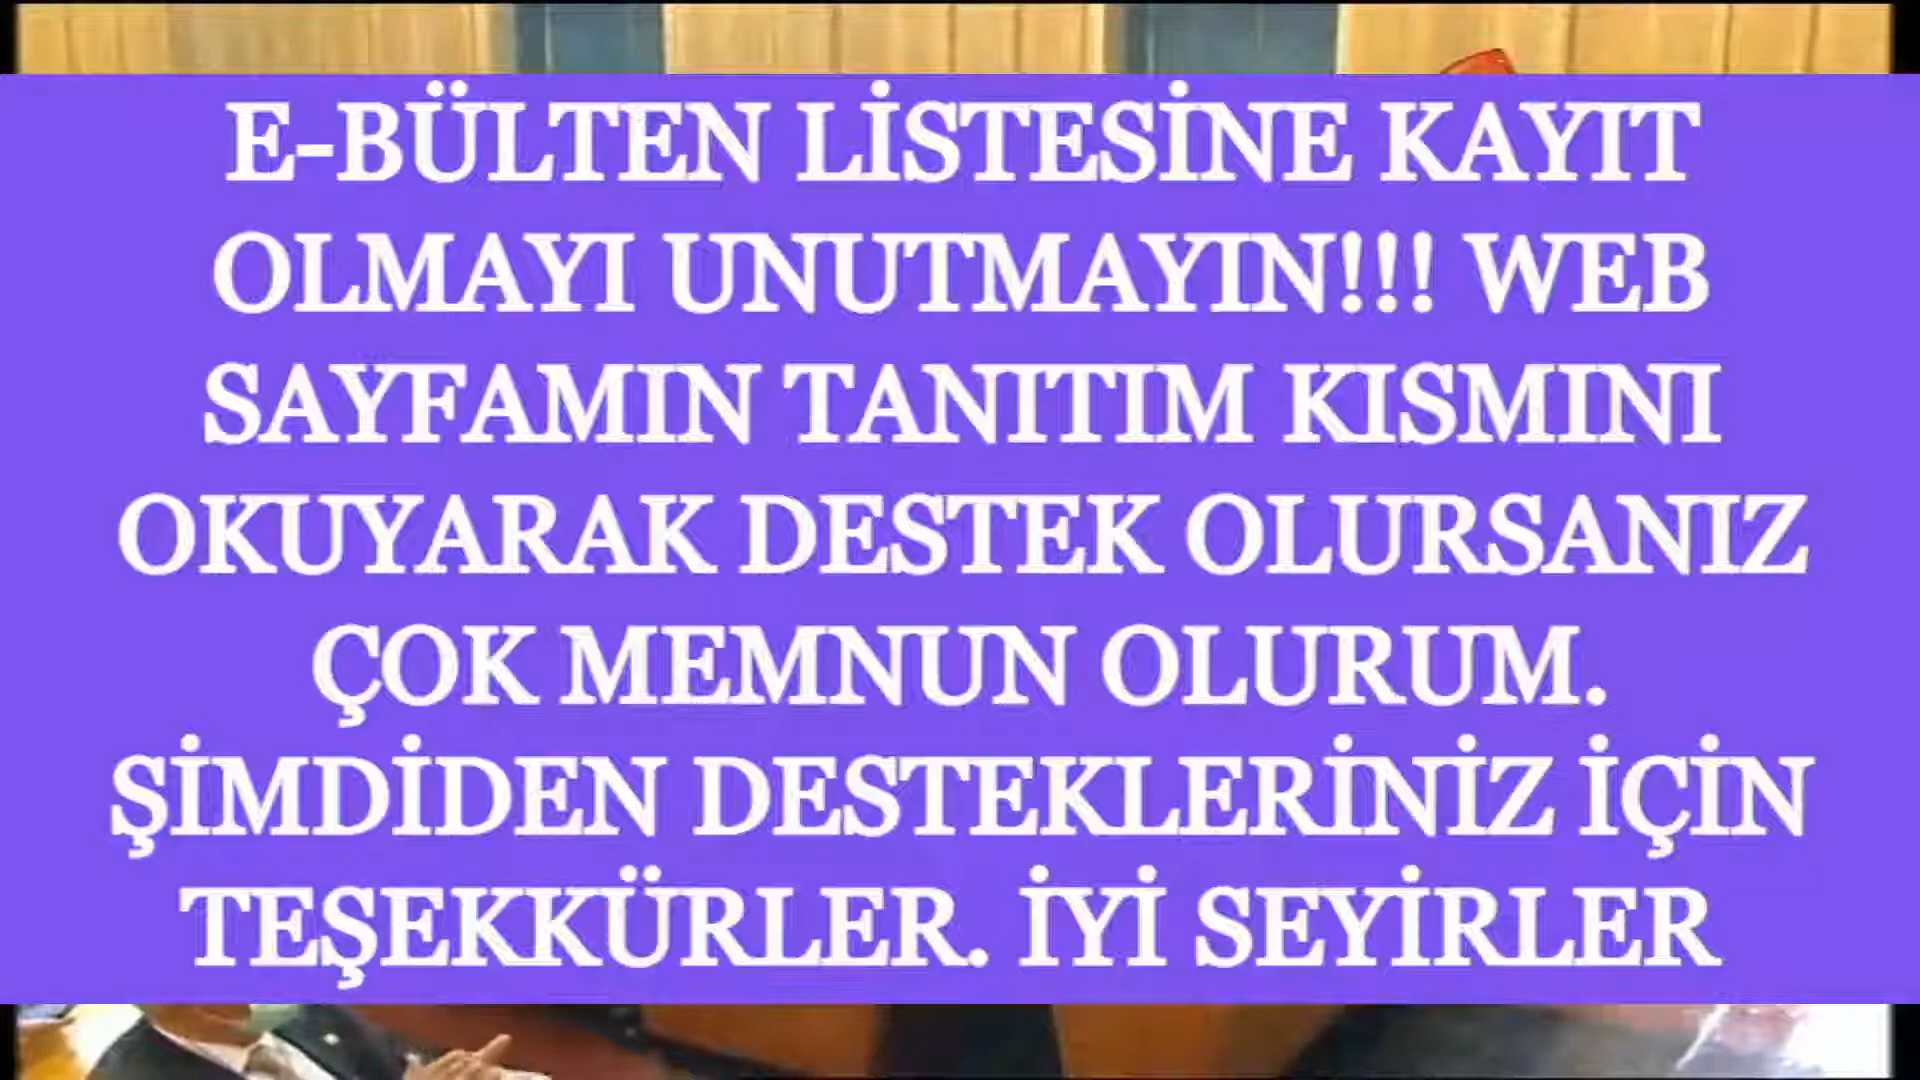 E-BÜLTEN LİSTESİNE KAYIT
OLMAYI UNUTMAYIN!!! WEB
SAYFAMIN TANITIM KISMINI
OKUYARAK DESTEK OLURSANIZ
ÇOK MEMNUN OLURUM.
ŞİMDİDEN DESTEKLERİNİZ İÇİN
TEŞEKKÜRLER. İYİ SEYİRLER